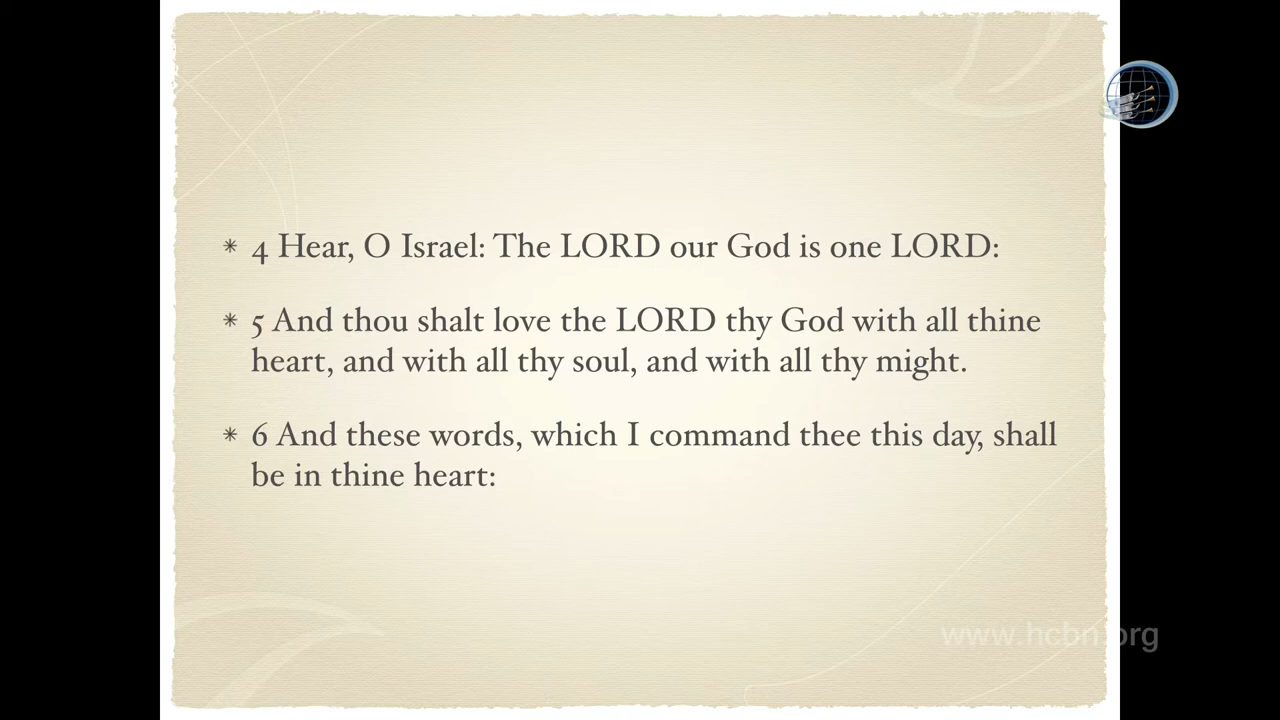 * 4 Hear, O Israel: The LORD our God is one LORD:
* 5 And thou shalt love the LORD thy God with all thine
heart, and with all thy soul, and with all thy might.
* 6 And these words, which I command thee this day, shall
be in thine heart:
www.hcbn.org